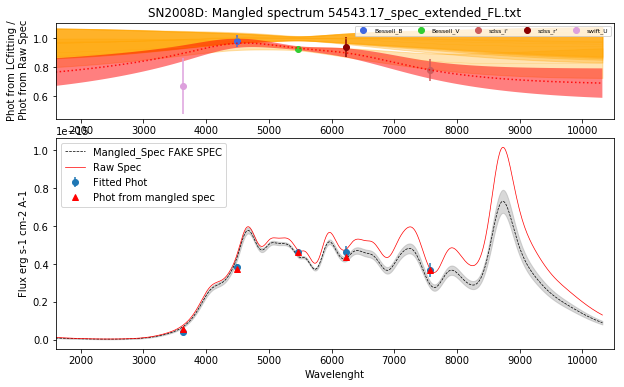 SN2008D: Mangled spectrum 54543.17_spec_extended_FL.txt
Phot from LCfitting /
Phot from Raw Spec
1.0
0.8
0.6
Bessell_B
Bessell_V
sdss_i'
sdss_r'
swift_U
2000 3000 4000 5000 6000 7000 8000 9000 10000
1e-15
Flux erg s-1 cm-2 A-1
1.0
0.8
0.6
0.4
0.2
0.0
Mangled_Spec FAKE SPEC
Raw Spec
Fitted Phot
Phot from mangled spec
2000 3000 4000 5000 6000 7000 8000 9000 10000
Wavelenght